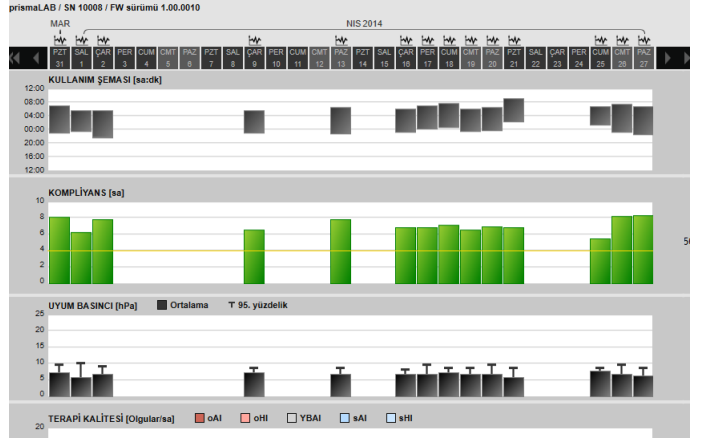 prismaLAB / SN 10008 / FW sürümü 1.00.0010
MAR NIS 2014
PZT SAL ÇAR PER CUM CMT PAZ PZT SAL ÇAR PER CUM CMT PAZ PZT SAL ÇAR PER CUM CMT PAZ PZT SAL ÇAR PER CUM CMT PAZ
31 1 2 3 4 5 6 7 8 9 10 11 12 13 14 15 16 17 18 19 20 21 22 23 24 25 26 27
KULLANIM ŞEMASI [sa:dk]
12:00
08:00
04:00
00:00
20:00
16:00
12:00
KOMPLİYANS [sa]
10
8
6
4
2
0
UYUM BASINCI [hPa] Ortalama 95. yüzdelik
25
20
15
10
5
0
TERAPİ KALİTESİ [Olgular/sa] oAI oHI YBAI sAI sHI
20